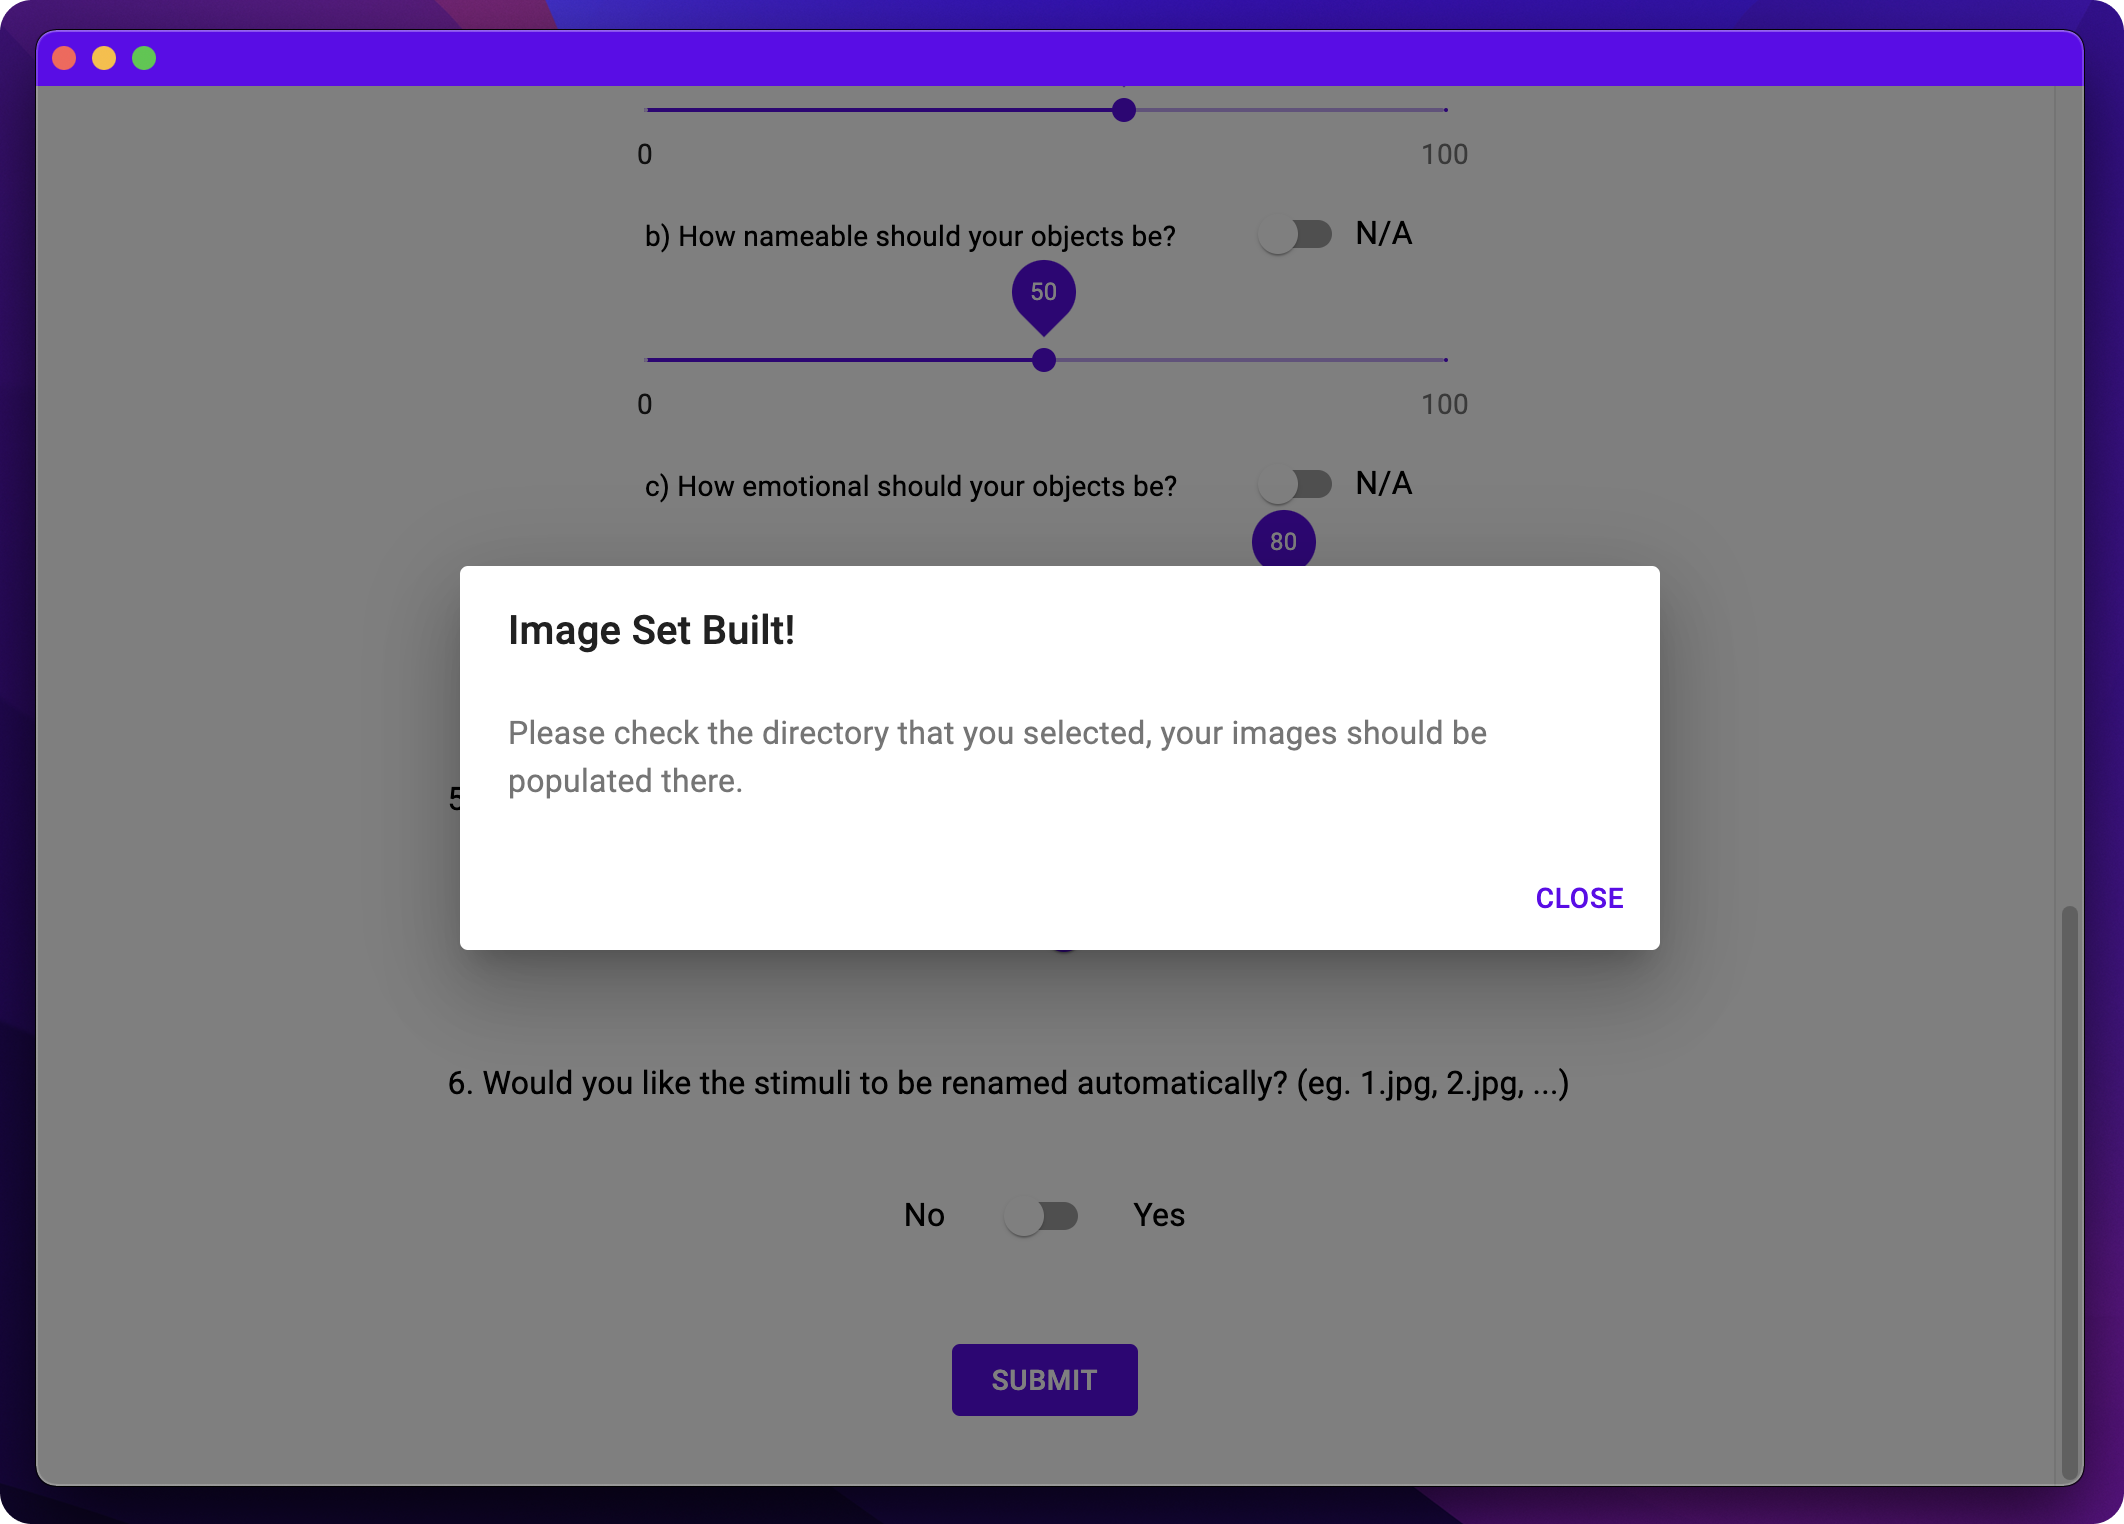 0 100
b) How nameable should your objects be? N/A
50
0 100
c) How emotional should your objects be? N/A
80
Image Set Built!
Please check the directory that you selected, your images should be
populated there.
5
CLOSE
6. Would you like the stimuli to be renamed automatically? (eg. 1.jpg, 2.jpg, ...)
No Yes
SUBMIT